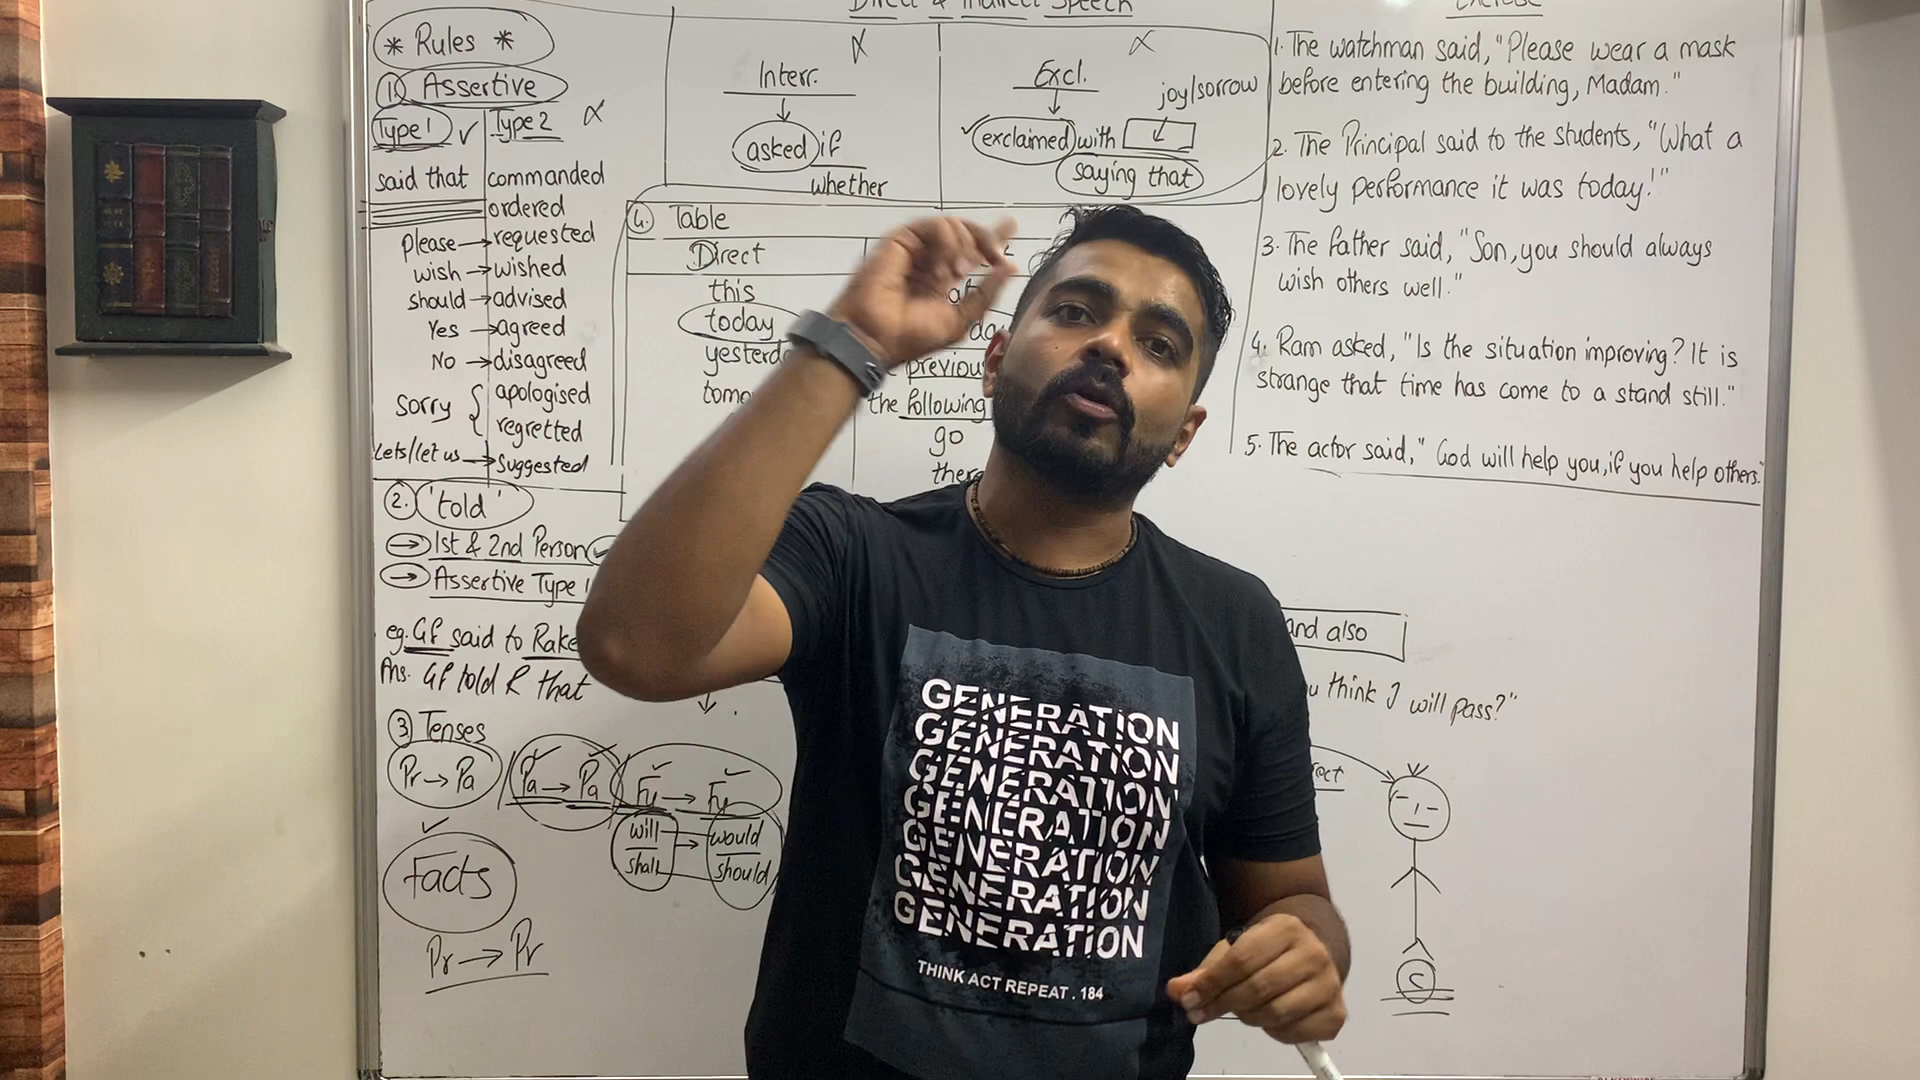 Direct & Indirect Speech
* Rules *
1. Assertive
Type 1
Type 2
said that
commanded
ordered
please → requested
wish → wished
should → advised
Yes → agreed
No → disagreed
Sorry
apologised
regretted
Lets/let us → Suggested
2. 'told'
→ 1st & 2nd Person
→ Assertive Type 1
eg. GF said to
Ans. GF told R that
3 Tenses
Pr → Pa
Pa → Pa
Fu → Fu
will
shall
→
would
should
Facts
Pr → Pr
Interr.
asked if
whether
Excl.
joy/sorrow
exclaimed with
saying that
4. Table
Direct
this
today
previous
the following
go
Exercise
1. The watchman said, "Please wear a mask
before entering the building, Madam."
2. The Principal said to the students, "What a
lovely performance it was today!"
3. The father said, "Son, you should always
wish others well."
4. Ram asked, "Is the situation improving? It is
strange that time has come to a stand still."
5. The actor said, "God will help you, if you help others."
and also
think I will pass?"
GENERATION
GENERATION
GENERATION
GENERATION
GENERATION
GENERATION
GENERATION
THINK ACT REPEAT . 184